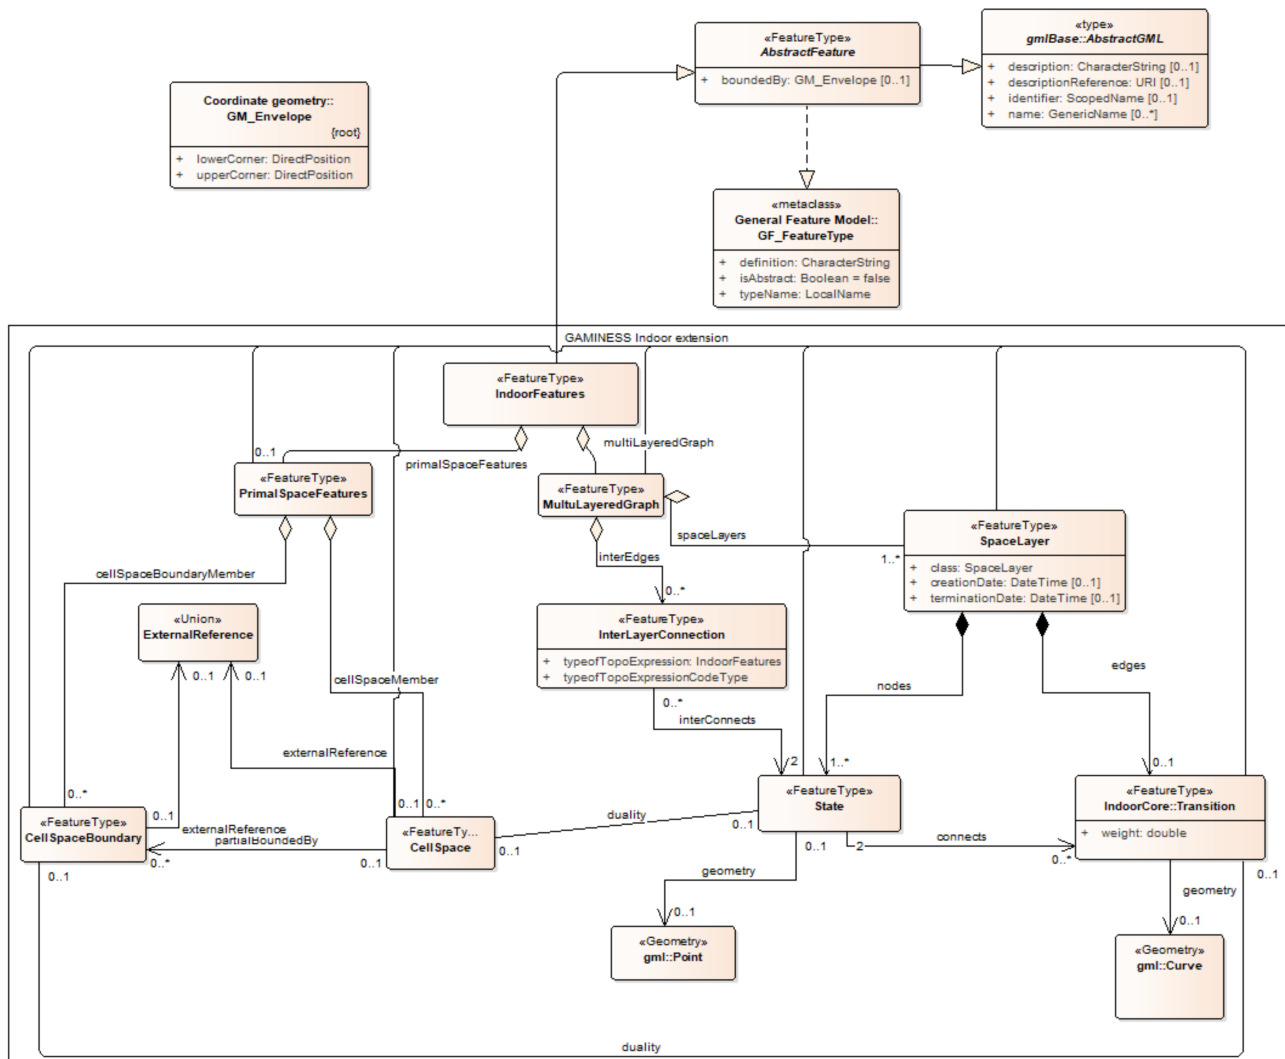 «FeatureType»
AbstractFeature
+ boundedBy: GM_Envelope [0..1]
«type»
gmlBase::AbstractGML
+ description: CharacterString [0..1]
+ descriptionReference: URI [0..1]
+ identifier: ScopedName [0..1]
+ name: GenericName [0..*]
Coordinate geometry::
GM_Envelope
{root}
+ lowerCorner: DirectPosition
+ upperCorner: DirectPosition
«metaclass»
General Feature Model::
GF_FeatureType
+ definition: CharacterString
+ isAbstract: Boolean = false
+ typeName: LocalName
GAMINESS Indoor extension
«FeatureType»
IndoorFeatures
multiLayeredGraph
0..1
primalSpaceFeatures
«FeatureType»
PrimalSpaceFeatures
«FeatureType»
MultuLayeredGraph
spaceLayers
1..*
«FeatureType»
SpaceLayer
+ class: SpaceLayer
+ creationDate: DateTime [0..1]
+ terminationDate: DateTime [0..1]
interEdges
0..*
cellSpaceBoundaryMember
«Union»
ExternalReference
0..1
0..1
«FeatureType»
InterLayerConnection
+ typeofTopoExpression: IndoorFeatures
+ typeofTopoExpressionCodeType
0..*
cellSpaceMember
nodes
edges
interConnects
externalReference
2
1..*
0..1
0..*
0..1
0..1
0..*
«FeatureType»
CellSpaceBoundary
externalReference
partialBoundedBy
0..*
0..1
0..1
«FeatureTy...
CellSpace
0..1
duality
0..1
«FeatureType»
State
0..1
2
connects
0..*
«FeatureType»
IndoorCore::Transition
+ weight: double
0..1
geometry
0..1
«Geometry»
gml::Point
geometry
0..1
«Geometry»
gml::Curve
duality